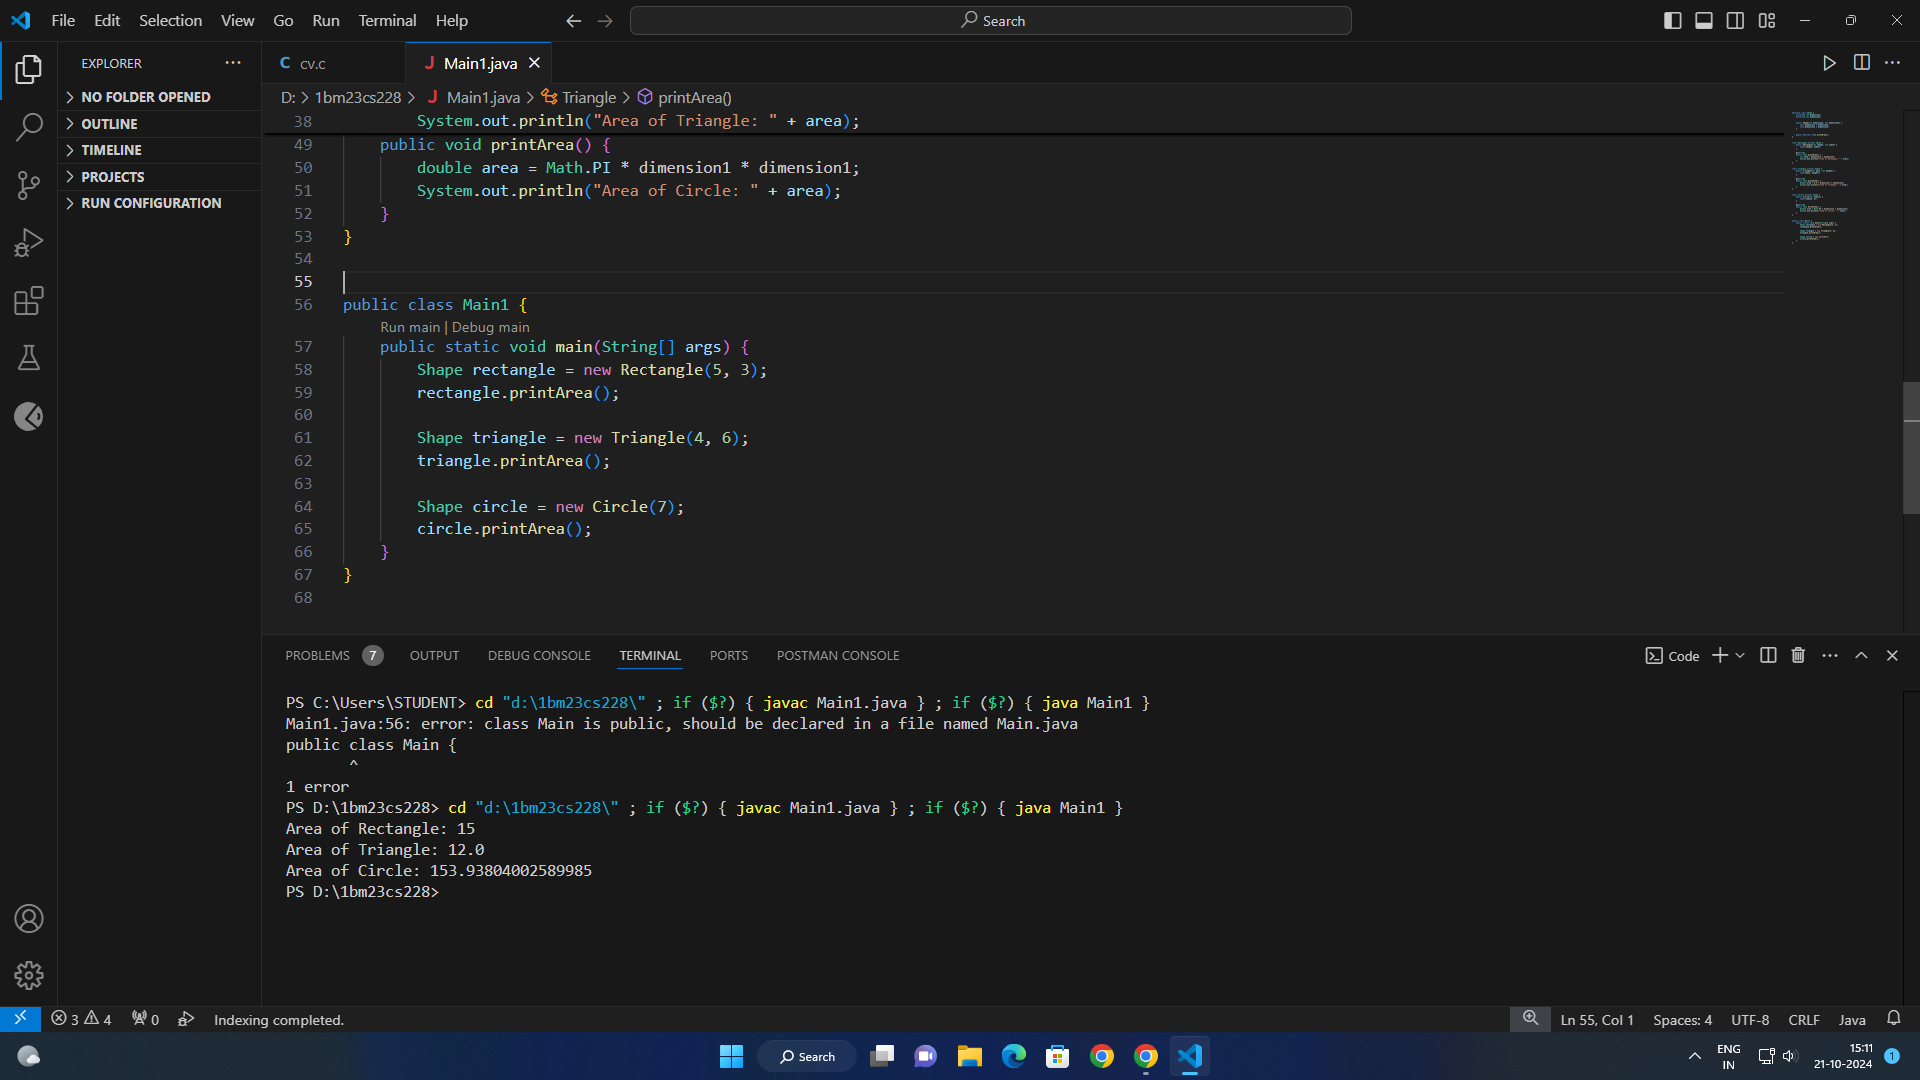 File Edit Selection View Go Run Terminal Help
Search
EXPLORER
NO FOLDER OPENED
OUTLINE
TIMELINE
PROJECTS
RUN CONFIGURATION
C cv.c
J Main1.java
D: > 1bm23cs228 > J Main1.java > Triangle > printArea()
38 System.out.println("Area of Triangle: " + area);
49 public void printArea() {
50 double area = Math.PI * dimension1 * dimension1;
51 System.out.println("Area of Circle: " + area);
52 }
53 }
54
55
56 public class Main1 {
Run main | Debug main
57 public static void main(String[] args) {
58 Shape rectangle = new Rectangle(5, 3);
59 rectangle.printArea();
60
61 Shape triangle = new Triangle(4, 6);
62 triangle.printArea();
63
64 Shape circle = new Circle(7);
65 circle.printArea();
66 }
67 }
68
PROBLEMS 7 OUTPUT DEBUG CONSOLE TERMINAL PORTS POSTMAN CONSOLE
Code
PS C:\Users\STUDENT> cd "d:\1bm23cs228\" ; if ($?) { javac Main1.java } ; if ($?) { java Main1 }
Main1.java:56: error: class Main is public, should be declared in a file named Main.java
public class Main {
^
1 error
PS D:\1bm23cs228> cd "d:\1bm23cs228\" ; if ($?) { javac Main1.java } ; if ($?) { java Main1 }
Area of Rectangle: 15
Area of Triangle: 12.0
Area of Circle: 153.93804002589985
PS D:\1bm23cs228>
3 4 0 Indexing completed.
Ln 55, Col 1 Spaces: 4 UTF-8 CRLF Java
Search
ENG
IN
15:11
21-10-2024
1